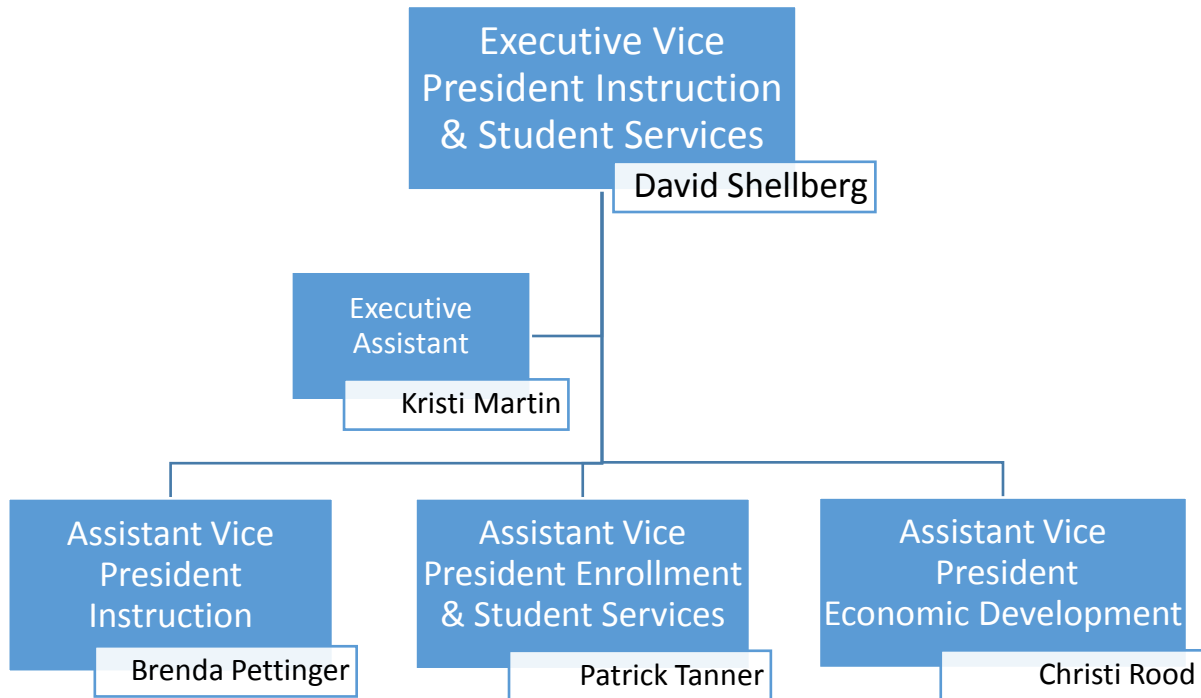 Executive Vice
President Instruction
& Student Services
David Shellberg
Executive
Assistant
Kristi Martin
Assistant Vice
President
Instruction
Brenda Pettinger
Assistant Vice
President Enrollment
& Student Services
Patrick Tanner
Assistant Vice
President
Economic Development
Christi Rood